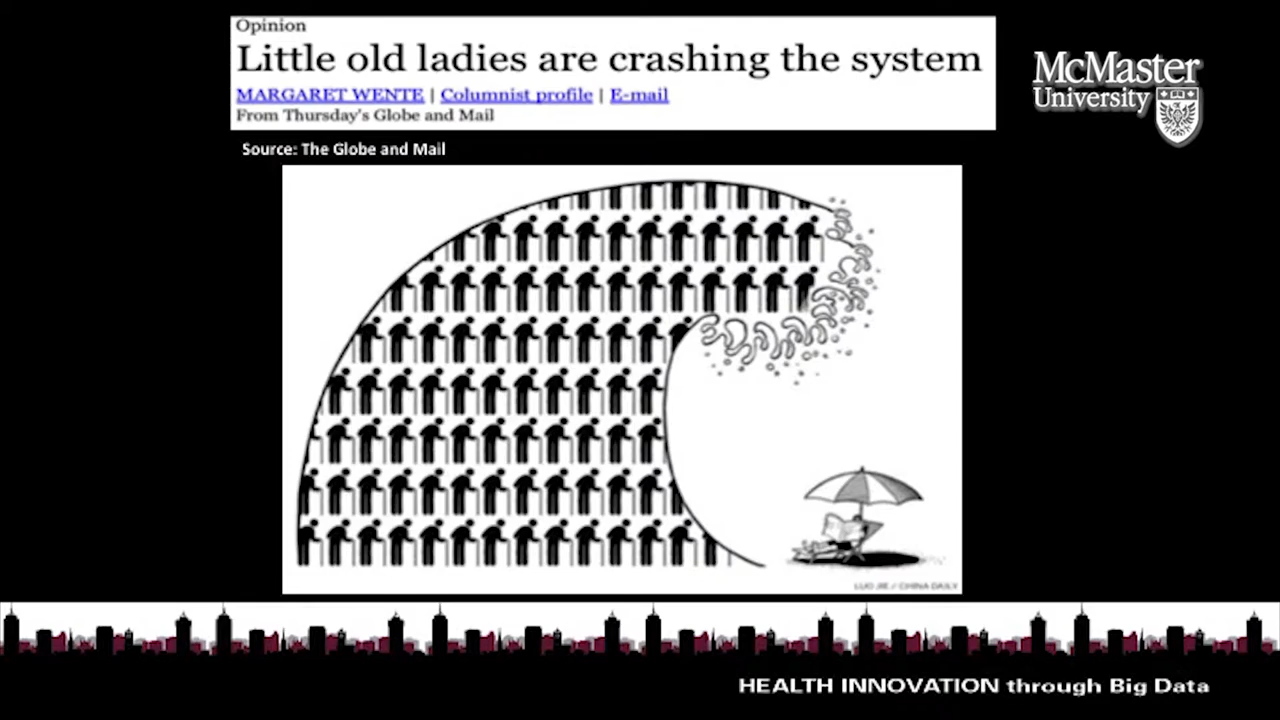 Opinion
Little old ladies are crashing the system
MARGARET WENTE | Columnist profile | E-mail
From Thursday's Globe and Mail
McMaster
University
Source: The Globe and Mail
LUO JIE / CHINA DAILY
HEALTH INNOVATION through Big Data